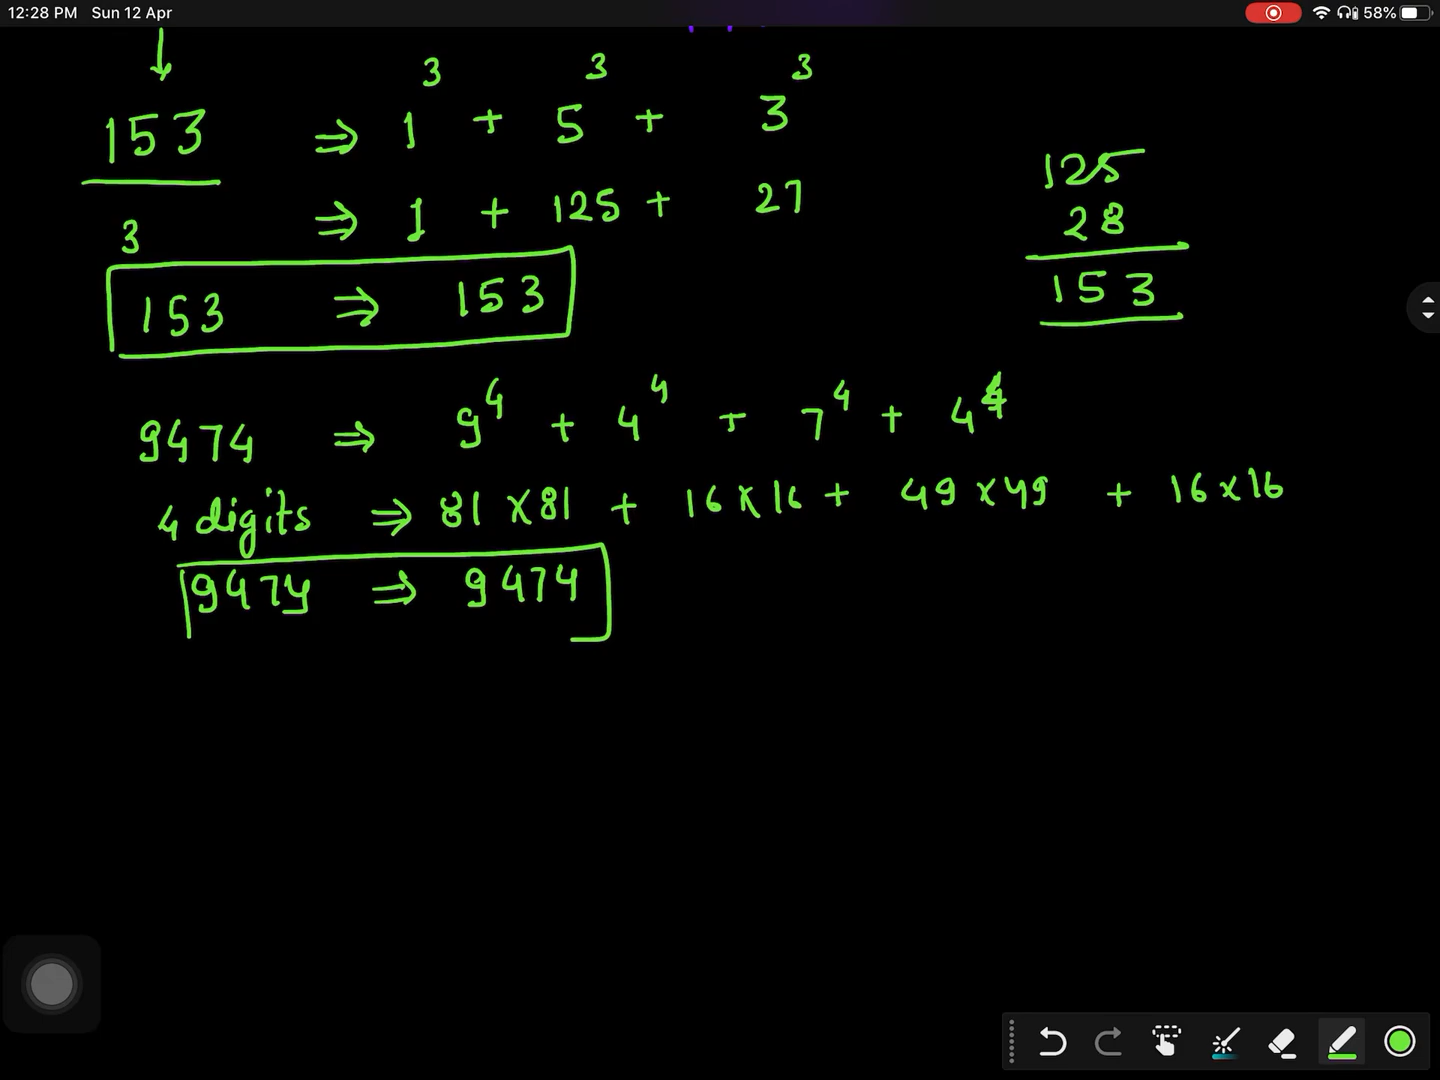 12:28 PM Sun 12 Apr 58%
153 ⇒ 1³ + 5³ + 3³
3 ⇒ 1 + 125 + 27
153 ⇒ 153
125
28
153
9474 ⇒ 9⁴ + 4⁴ + 7⁴ + 4⁴
4 digits ⇒ 81 × 81 + 16 × 16 + 49 × 49 + 16 × 16
9474 ⇒ 9474